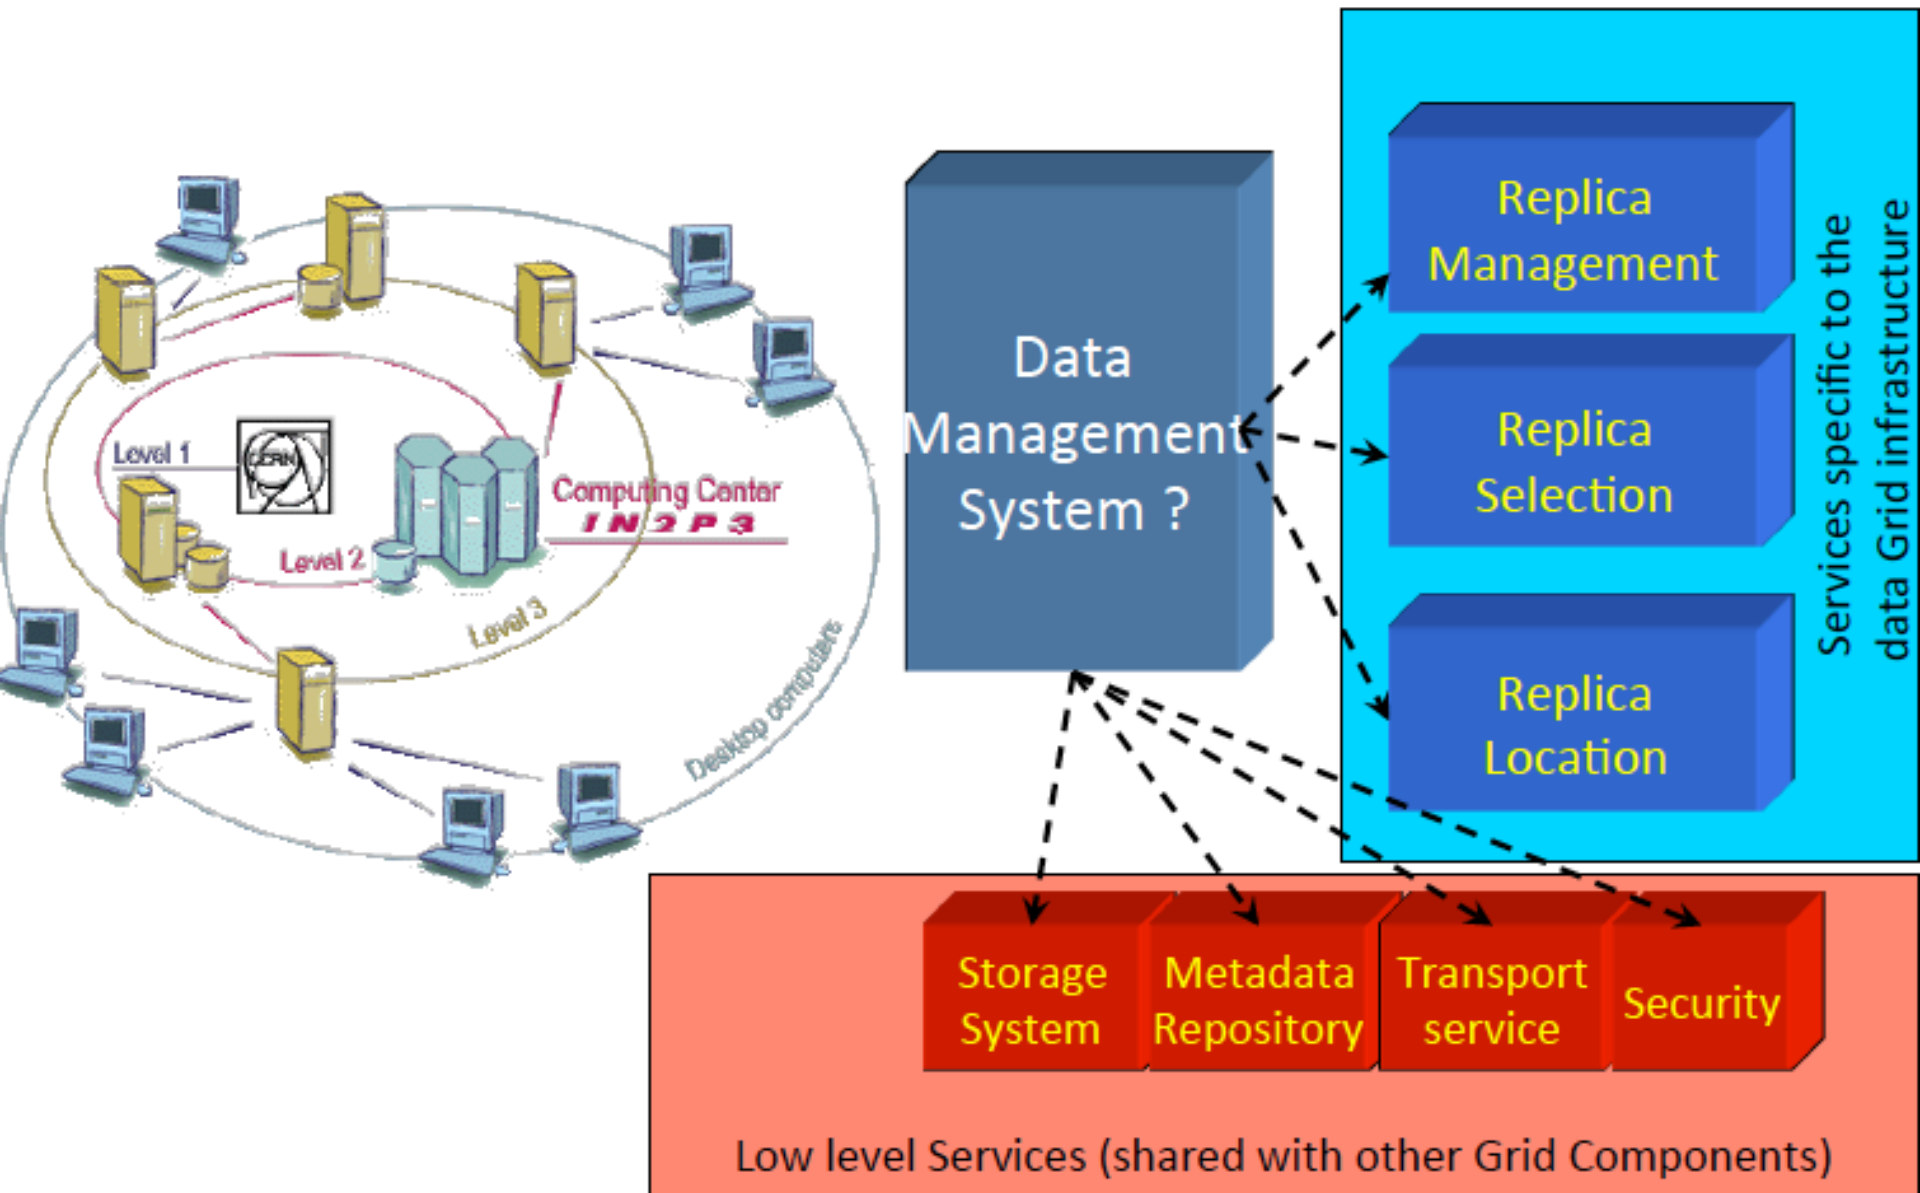 Level 1
CERN
Computing Center
IN2P3
Level 2
Level 3
Desktop computers
Data
Management
System ?
Replica
Management
Replica
Selection
Replica
Location
Services specific to the
data Grid infrastructure
Storage
System
Metadata
Repository
Transport
service
Security
Low level Services (shared with other Grid Components)